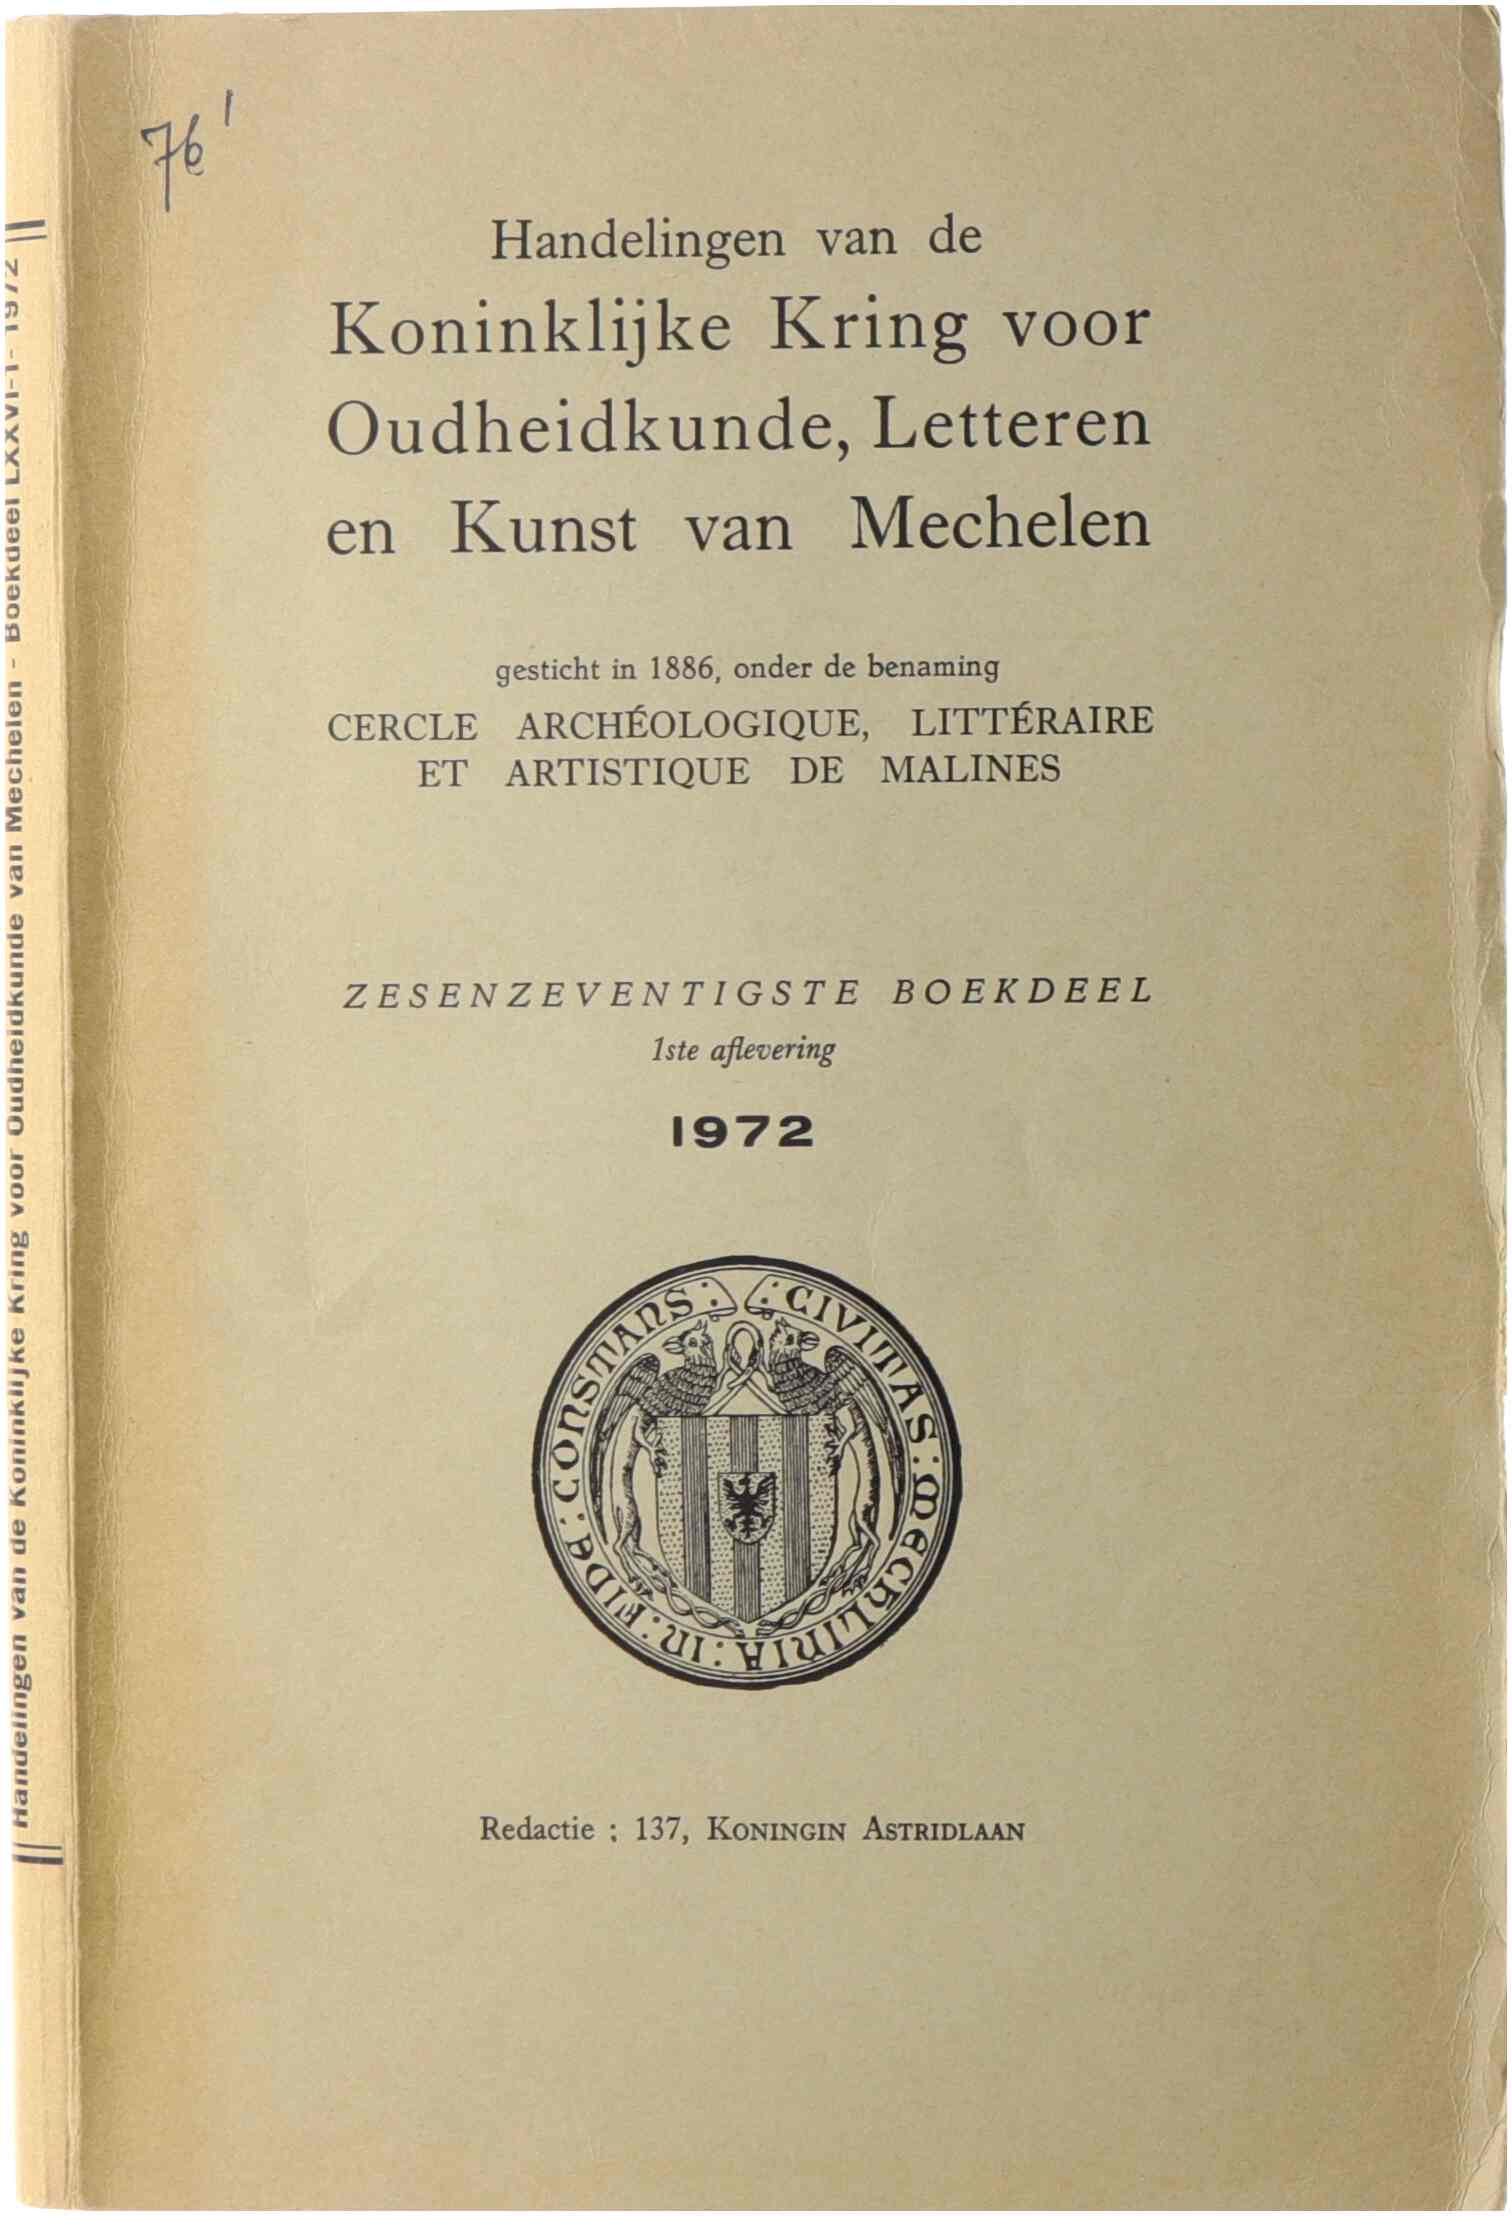 76¹
Handelingen van de
Koninklijke Kring voor
Oudheidkunde, Letteren
en Kunst van Mechelen
gesticht in 1886, onder de benaming
CERCLE ARCHÉOLOGIQUE, LITTÉRAIRE
ET ARTISTIQUE DE MALINES
ZESENZEVENTIGSTE BOEKDEEL
1ste aflevering
1972
CIVITAS : MECHLINIA : IN : FIDE : CONSTANS :
Redactie : 137, KONINGIN ASTRIDLAAN
Handelingen van de Koninklijke Kring voor Oudheidkunde van Mechelen - Boekdeel LXXVI-1- 1972